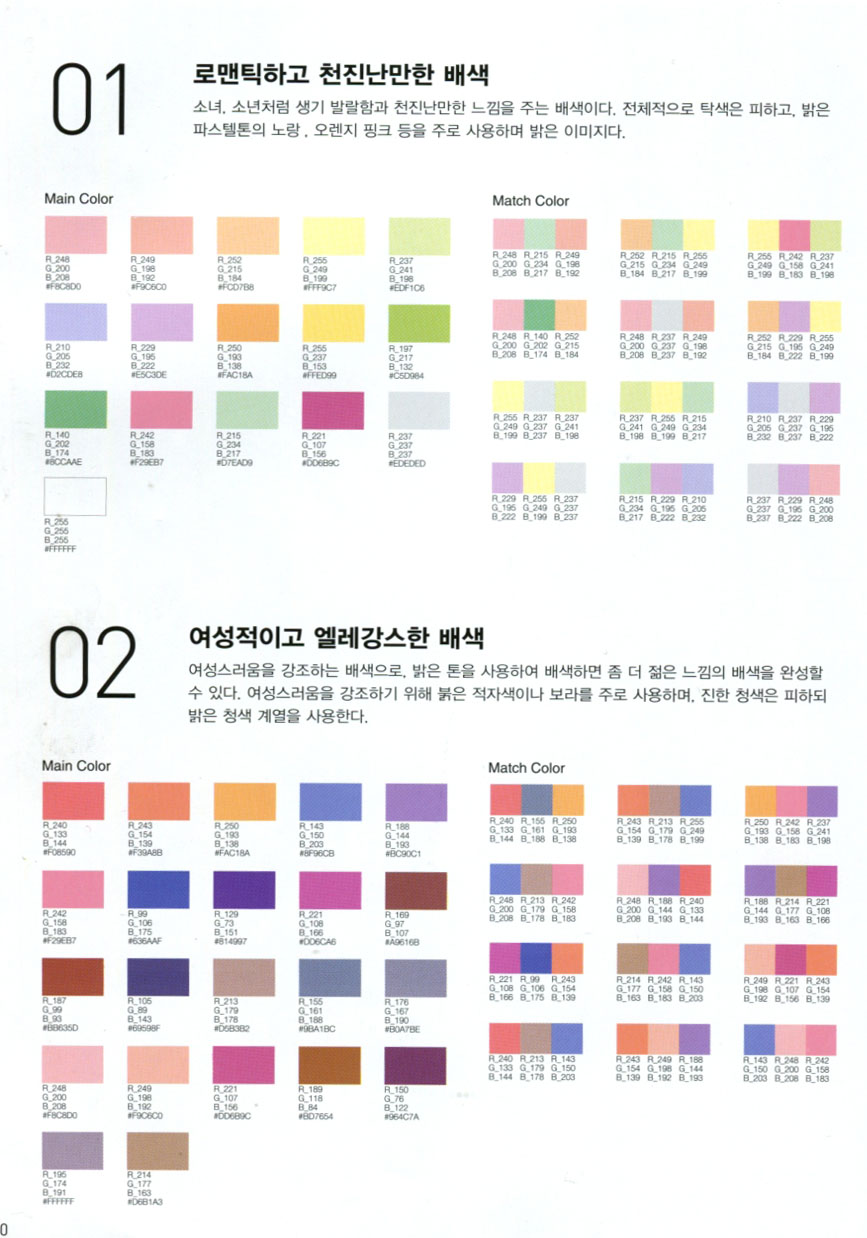 01
로맨틱하고 천진난만한 배색
소녀, 소년처럼 생기 발랄함과 천진난만한 느낌을 주는 배색이다. 전체적으로 탁색은 피하고, 밝은
파스텔톤의 노랑 , 오렌지 핑크 등을 주로 사용하며 밝은 이미지다.
Main Color
R_248 R_249 R_252 R_255 R_237
G_200 G_198 G_215 G_249 G_241
B_208 B_192 B_184 B_199 B_198
#F8C8D0 #F9C6C0 #FCD7B8 #FFF9C7 #EDF1C6
R_210 R_229 R_250 R_255 R_197
G_205 G_195 G_193 G_237 G_217
B_232 B_222 B_138 B_153 B_132
#D2CDE8 #E5C3DE #FAC18A #FFED99 #C5D984
R_140 R_242 R_215 R_221 R_237
G_202 G_158 G_234 G_107 G_237
B_174 B_183 B_217 B_156 B_237
#8CCAAE #F29EB7 #D7EAD9 #DD6B9C #EDEDED
R_255
G_255
B_255
#FFFFFF
Match Color
R_248 R_215 R_249 R_252 R_215 R_255 R_255 R_242 R_237
G_200 G_234 G_198 G_215 G_234 G_249 G_249 G_158 G_241
B_208 B_217 B_192 B_184 B_217 B_199 B_199 B_183 B_198
R_248 R_140 R_252 R_248 R_237 R_249 R_252 R_229 R_255
G_200 G_202 G_215 G_200 G_237 G_198 G_215 G_195 G_249
B_208 B_174 B_184 B_208 B_237 B_192 B_184 B_222 B_199
R_255 R_237 R_237 R_237 R_255 R_215 R_210 R_237 R_229
G_249 G_237 G_241 G_241 G_249 G_234 G_205 G_237 G_195
B_199 B_237 B_198 B_198 B_199 B_217 B_232 B_237 B_222
R_229 R_255 R_237 R_215 R_229 R_210 R_237 R_229 R_248
G_195 G_249 G_237 G_234 G_195 G_205 G_237 G_195 G_200
B_222 B_199 B_237 B_217 B_222 B_232 B_237 B_222 B_208
02
여성적이고 엘레강스한 배색
여성스러움을 강조하는 배색으로, 밝은 톤을 사용하여 배색하면 좀 더 젊은 느낌의 배색을 완성할
수 있다. 여성스러움을 강조하기 위해 붉은 적자색이나 보라를 주로 사용하며, 진한 청색은 피하되
밝은 청색 계열을 사용한다.
Main Color
R_240 R_243 R_250 R_143 R_188
G_133 G_154 G_193 G_150 G_144
B_144 B_139 B_138 B_203 B_193
#F08590 #F39A8B #FAC18A #8F96CB #BC90C1
R_242 R_99 R_129 R_221 R_169
G_158 G_106 G_73 G_108 G_97
B_183 B_175 B_151 B_166 B_107
#F29EB7 #636AAF #814997 #DD6CA6 #A9616B
R_187 R_105 R_213 R_155 R_176
G_99 G_89 G_179 G_161 G_167
B_93 B_143 B_178 B_188 B_190
#BB635D #69598F #D5B3B2 #9BA1BC #B0A7BE
R_248 R_249 R_221 R_189 R_150
G_200 G_198 G_107 G_118 G_76
B_208 B_192 B_156 B_84 B_122
#F8C8D0 #F9C6C0 #DD6B9C #BD7654 #964C7A
R_195 R_214
G_174 G_177
B_191 B_163
#FFFFFF #D6B1A3
Match Color
R_240 R_155 R_250 R_243 R_213 R_255 R_250 R_242 R_237
G_133 G_161 G_193 G_154 G_179 G_249 G_193 G_158 G_241
B_144 B_188 B_138 B_139 B_178 B_199 B_138 B_183 B_198
R_248 R_213 R_242 R_248 R_188 R_240 R_188 R_214 R_221
G_200 G_179 G_158 G_200 G_144 G_133 G_144 G_177 G_108
B_208 B_178 B_183 B_208 B_193 B_144 B_193 B_163 B_166
R_221 R_99 R_243 R_214 R_242 R_143 R_249 R_221 R_243
G_108 G_106 G_154 G_177 G_158 G_150 G_198 G_107 G_154
B_166 B_175 B_139 B_163 B_183 B_203 B_192 B_156 B_139
R_240 R_213 R_143 R_243 R_249 R_188 R_143 R_248 R_242
G_133 G_179 G_150 G_154 G_198 G_144 G_150 G_200 G_158
B_144 B_178 B_203 B_139 B_192 B_193 B_203 B_208 B_183
0